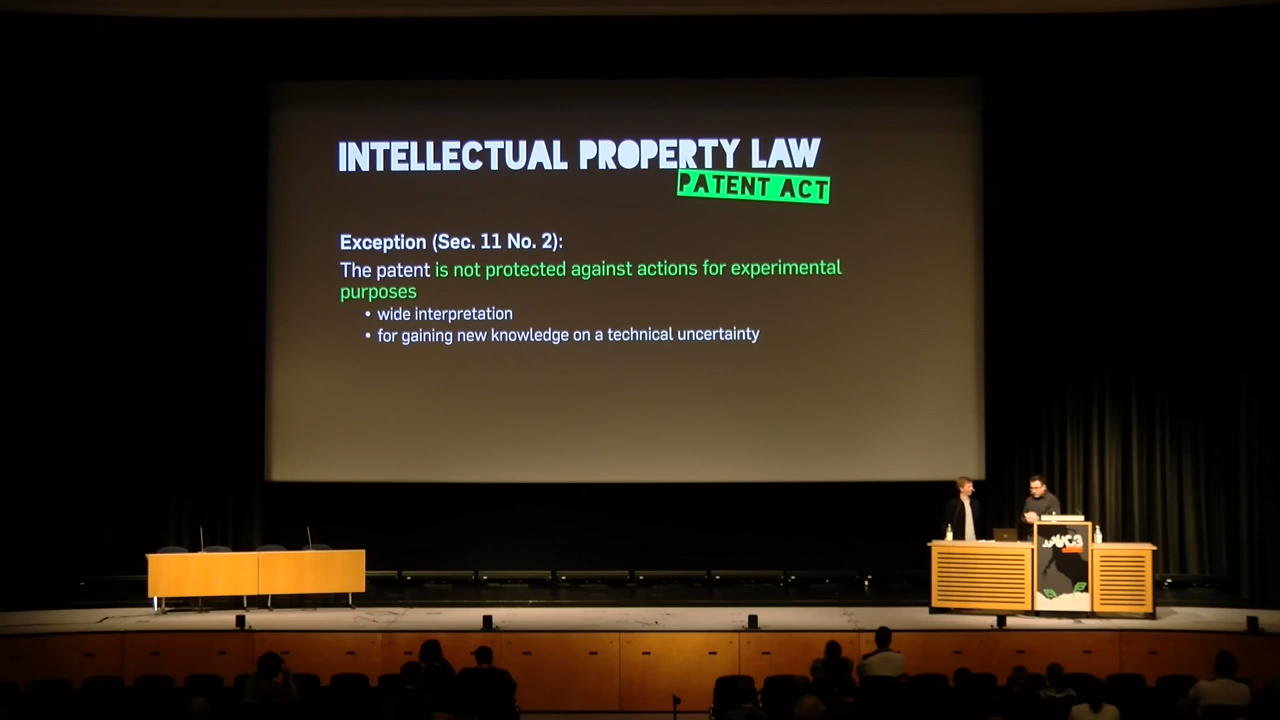 INTELLECTUAL PROPERTY LAW
PATENT ACT
Exception (Sec. 11 No. 2):
The patent is not protected against actions for experimental
purposes
• wide interpretation
• for gaining new knowledge on a technical uncertainty